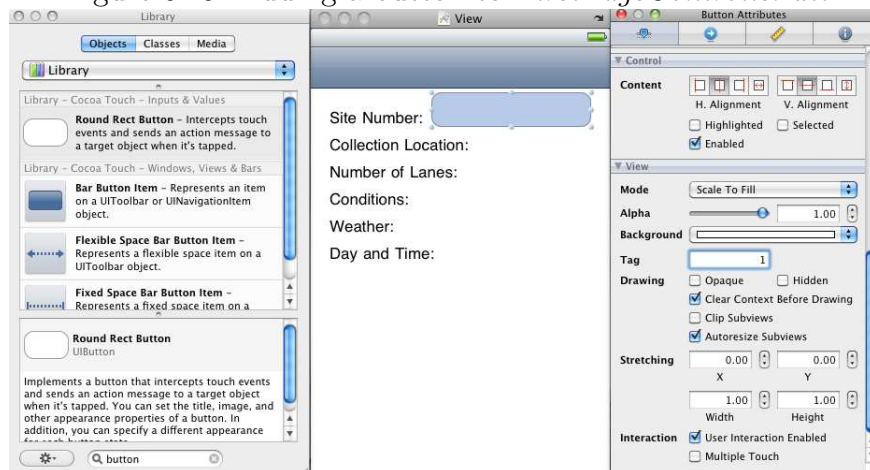 Library
Objects
Classes
Media
Library
Library - Cocoa Touch - Inputs & Values
Round Rect Button - Intercepts touch
events and sends an action message to
a target object when it's tapped.
Library - Cocoa Touch - Windows, Views & Bars
Bar Button Item - Represents an item
on a UIToolbar or UINavigationItem
object.
Flexible Space Bar Button Item -
Represents a flexible space item on a
UIToolbar object.
Fixed Space Bar Button Item -
Represents a fixed space item on a
Round Rect Button
UIButton
Implements a button that intercepts touch events
and sends an action message to a target object
when it's tapped. You can set the title, image, and
other appearance properties of a button. In
addition, you can specify a different appearance
for each button state
button
View
Site Number:
Collection Location:
Number of Lanes:
Conditions:
Weather:
Day and Time:
Button Attributes
Control
Content
H. Alignment V. Alignment
Highlighted Selected
Enabled
View
Mode Scale To Fill
Alpha 1.00
Background
Tag 1
Drawing Opaque Hidden
Clear Context Before Drawing
Clip Subviews
Autoresize Subviews
Stretching 0.00 0.00
X Y
1.00 1.00
Width Height
Interaction User Interaction Enabled
Multiple Touch